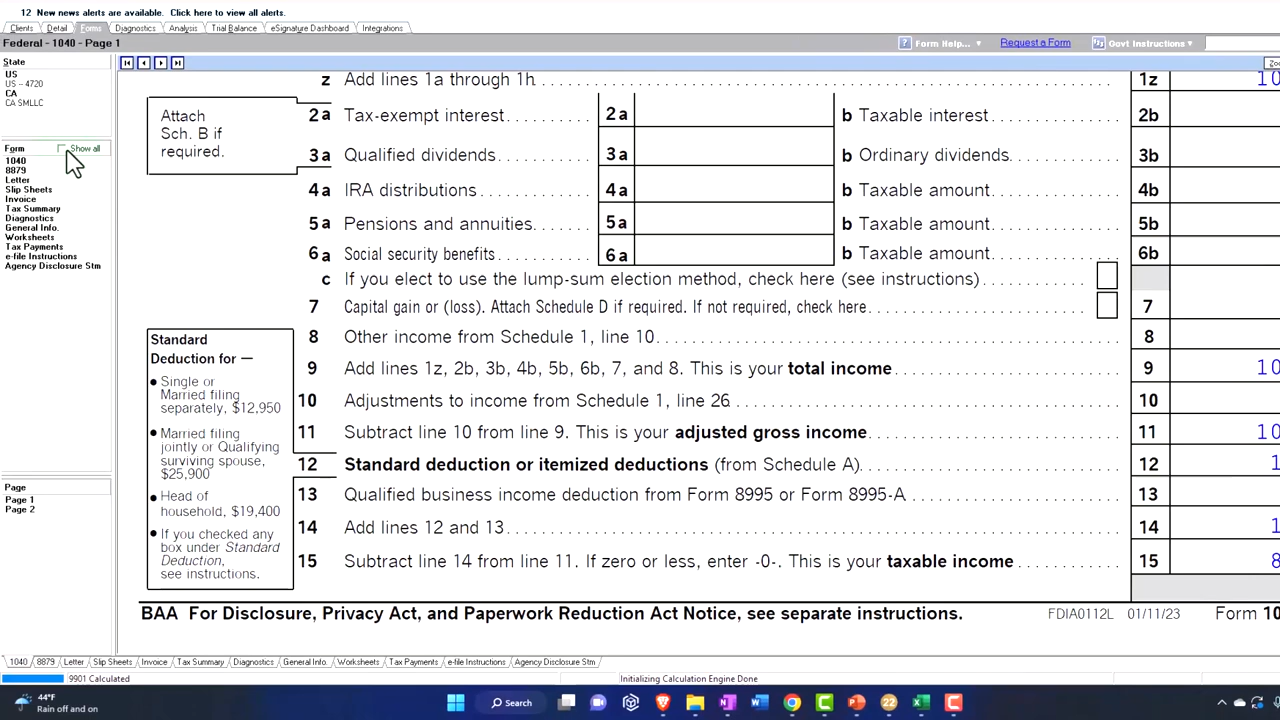 12 New news alerts are available. Click here to view all alerts.
Clients Detail Forms Diagnostics Analysis Trial Balance eSignature Dashboard Integrations
Federal - 1040 - Page 1 ? Form Help... Request a Form Govt Instructions
State
US
US - 4720
CA
CA SMLLC
Form Show all
1040
8879
Letter
Slip Sheets
Invoice
Tax Summary
Diagnostics
General Info.
Worksheets
Tax Payments
e-file Instructions
Agency Disclosure Stm
Page
Page 1
Page 2
z Add lines 1a through 1h 1z 10
Attach
Sch. B if
required.
2a Tax-exempt interest 2a b Taxable interest 2b
3a Qualified dividends 3a b Ordinary dividends 3b
4a IRA distributions 4a b Taxable amount 4b
5a Pensions and annuities 5a b Taxable amount 5b
6a Social security benefits 6a b Taxable amount 6b
c If you elect to use the lump-sum election method, check here (see instructions)
7 Capital gain or (loss). Attach Schedule D if required. If not required, check here 7
8 Other income from Schedule 1, line 10 8
9 Add lines 1z, 2b, 3b, 4b, 5b, 6b, 7, and 8. This is your total income 9 10
10 Adjustments to income from Schedule 1, line 26 10
11 Subtract line 10 from line 9. This is your adjusted gross income 11 10
12 Standard deduction or itemized deductions (from Schedule A) 12 1
13 Qualified business income deduction from Form 8995 or Form 8995-A 13
14 Add lines 12 and 13 14 1
15 Subtract line 14 from line 11. If zero or less, enter -0-. This is your taxable income 15 8
Standard
Deduction for —
• Single or
Married filing
separately, $12,950
• Married filing
jointly or Qualifying
surviving spouse,
$25,900
• Head of
household, $19,400
• If you checked any
box under Standard
Deduction,
see instructions.
BAA For Disclosure, Privacy Act, and Paperwork Reduction Act Notice, see separate instructions. FDIA0112L 01/11/23 Form 10
1040 8879 Letter Slip Sheets Invoice Tax Summary Diagnostics General Info. Worksheets Tax Payments e-file Instructions Agency Disclosure Stm
9901 Calculated Initializing Calculation Engine Done
44°F
Rain off and on
Search
22